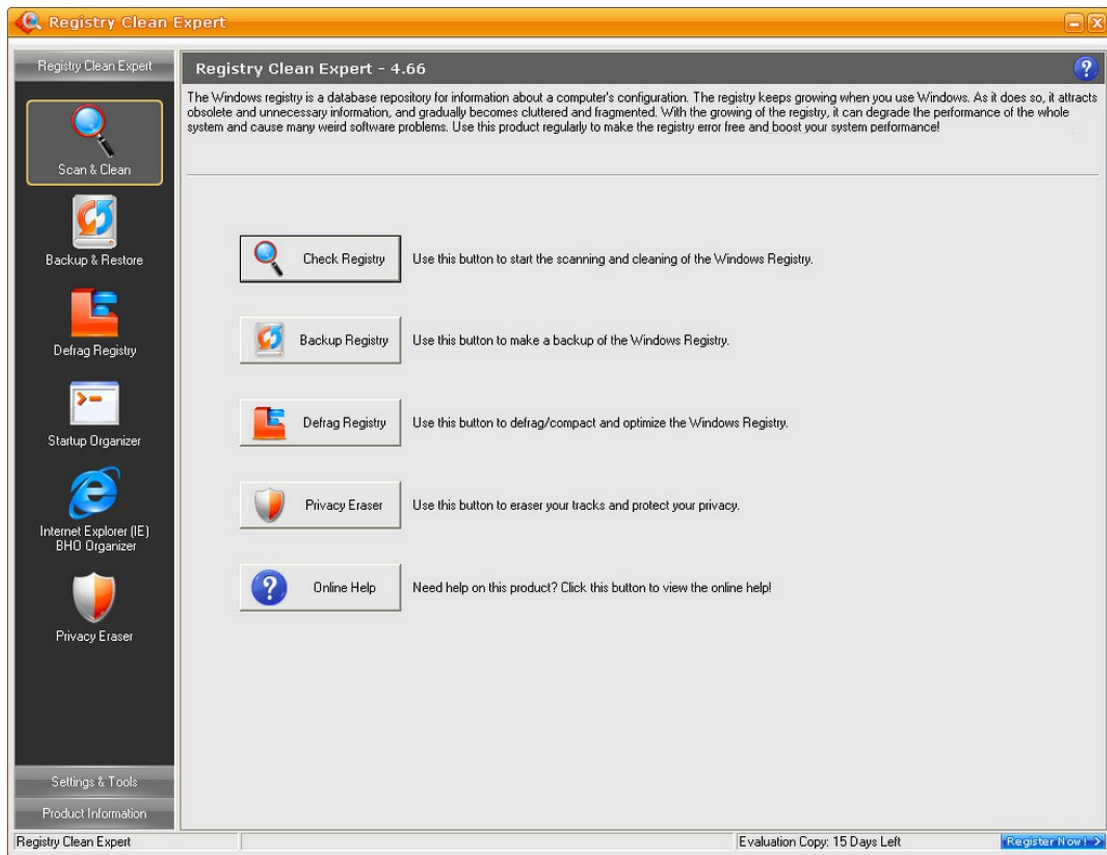 Registry Clean Expert
Registry Clean Expert
Scan & Clean
Backup & Restore
Defrag Registry
Startup Organizer
Internet Explorer (IE)
BHO Organizer
Privacy Eraser
Settings & Tools
Product Information
Registry Clean Expert - 4.66
?
The Windows registry is a database repository for information about a computer's configuration. The registry keeps growing when you use Windows. As it does so, it attracts
obsolete and unnecessary information, and gradually becomes cluttered and fragmented. With the growing of the registry, it can degrade the performance of the whole
system and cause many weird software problems. Use this product regularly to make the registry error free and boost your system performance!
Check Registry Use this button to start the scanning and cleaning of the Windows Registry.
Backup Registry Use this button to make a backup of the Windows Registry.
Defrag Registry Use this button to defrag/compact and optimize the Windows Registry.
Privacy Eraser Use this button to eraser your tracks and protect your privacy.
? Online Help Need help on this product? Click this button to view the online help!
Registry Clean Expert Evaluation Copy: 15 Days Left Register Now! >